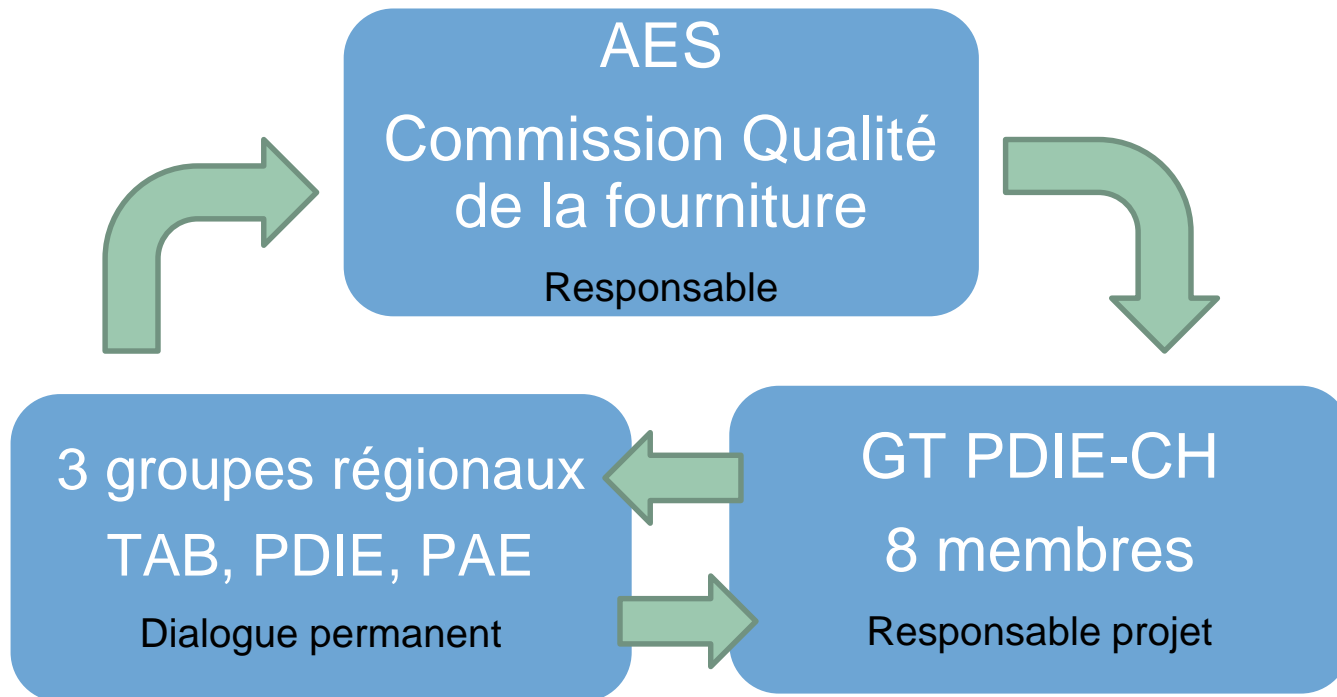 AES
Commission Qualité
de la fourniture
Responsable
3 groupes régionaux
TAB, PDIE, PAE
Dialogue permanent
GT PDIE-CH
8 membres
Responsable projet